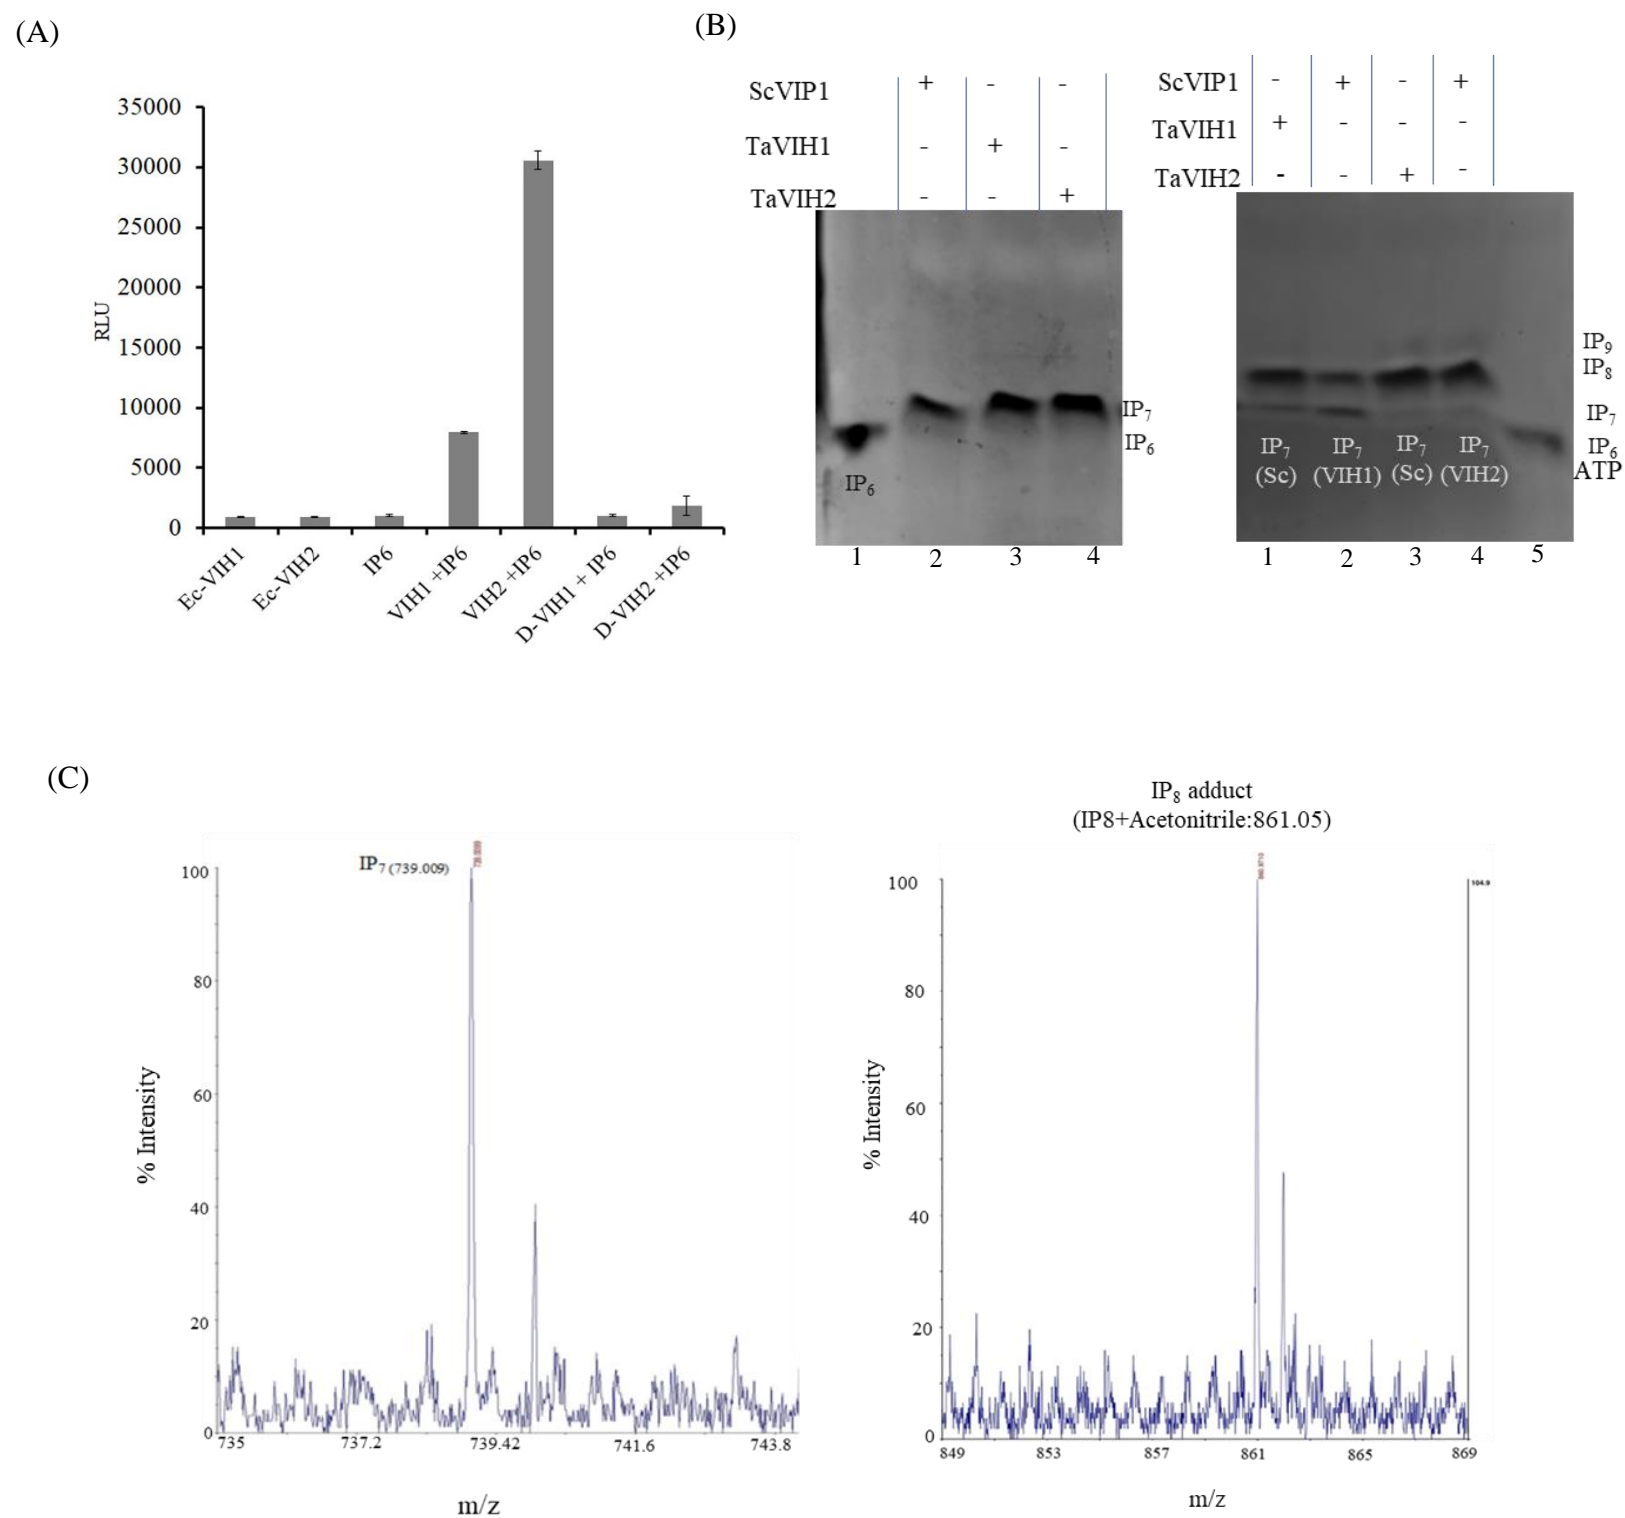 (A)
35000
30000
25000
20000
15000
10000
5000
0
RLU
Ec-VIH1
Ec-VIH2
IP6
VIH1 +IP6
VIH2 +IP6
D-VIH1 + IP6
D-VIH2 +IP6
(B)
ScVIP1 + - -
TaVIH1 - + -
TaVIH2 - - +
IP₇
IP₆
IP₆
1 2 3 4
ScVIP1 - + - +
TaVIH1 + - - -
TaVIH2 - - + -
IP₉
IP₈
IP₇
IP₆
ATP
IP₇ IP₇ IP₇ IP₇
(Sc) (VIH1) (Sc) (VIH2)
1 2 3 4 5
(C)
IP₇ (739.009)
100
80
60
40
20
0
% Intensity
735 737.2 739.42 741.6 743.8
m/z
IP₈ adduct
(IP8+Acetonitrile:861.05)
104.9
100
80
60
40
20
0
% Intensity
849 853 857 861 865 869
m/z